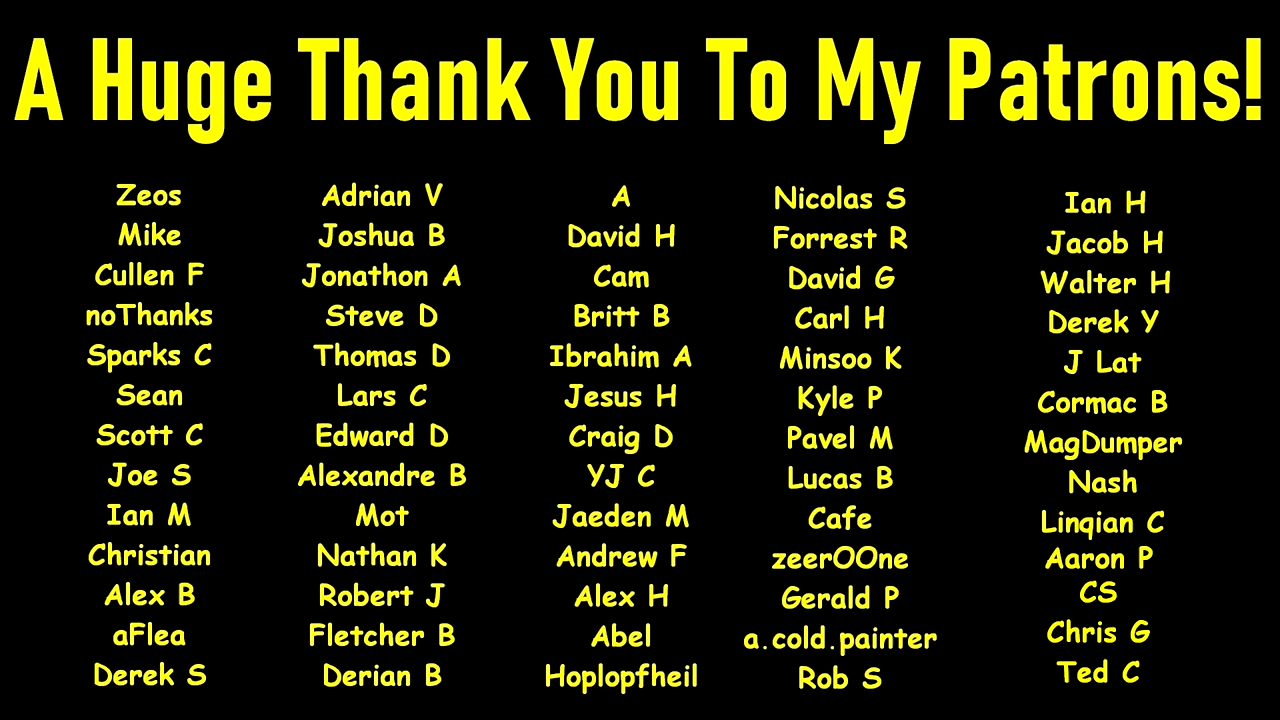 A Huge Thank You To My Patrons!
Zeos
Mike
Cullen F
noThanks
Sparks C
Sean
Scott C
Joe S
Ian M
Christian
Alex B
aFlea
Derek S
Adrian V
Joshua B
Jonathon A
Steve D
Thomas D
Lars C
Edward D
Alexandre B
Mot
Nathan K
Robert J
Fletcher B
Derian B
A
David H
Cam
Britt B
Ibrahim A
Jesus H
Craig D
YJ C
Jaeden M
Andrew F
Alex H
Abel
Hoplopfheil
Nicolas S
Forrest R
David G
Carl H
Minsoo K
Kyle P
Pavel M
Lucas B
Cafe
zeerOOne
Gerald P
a.cold.painter
Rob S
Ian H
Jacob H
Walter H
Derek Y
J Lat
Cormac B
MagDumper
Nash
Linqian C
Aaron P
CS
Chris G
Ted C